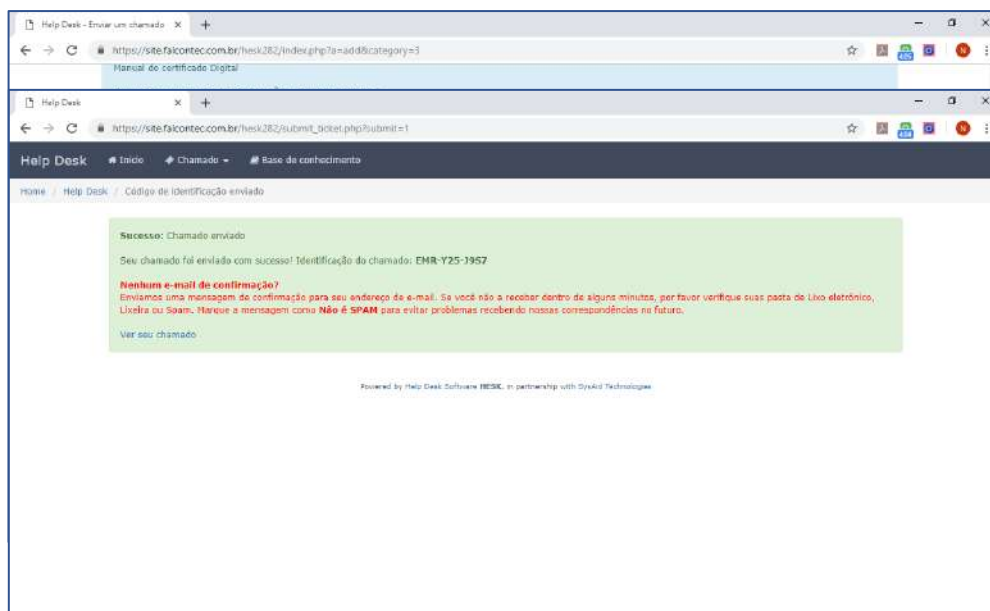 Help Desk - Enviar um chamado
https://site.falcontec.com.br/hesk282/index.php?a=add&category=3
Manual do certificado Digital
Help Desk
https://site.falcontec.com.br/hesk282/submit_ticket.php?submit=1
Help Desk Início Chamado Base de conhecimento
Home / Help Desk / Código de identificação enviado
Sucesso: Chamado enviado
Seu chamado foi enviado com sucesso! Identificação do chamado: EMR-Y25-J957
Nenhum e-mail de confirmação?
Enviamos uma mensagem de confirmação para seu endereço de e-mail. Se você não a receber dentro de alguns minutos, por favor verifique suas pasta de Lixo eletrônico,
Lixeira ou Spam. Marque a mensagem como Não é SPAM para evitar problemas recebendo nossas correspondências no futuro.
Ver seu chamado
Powered by Help Desk Software HESK, in partnership with SysAid Technologies